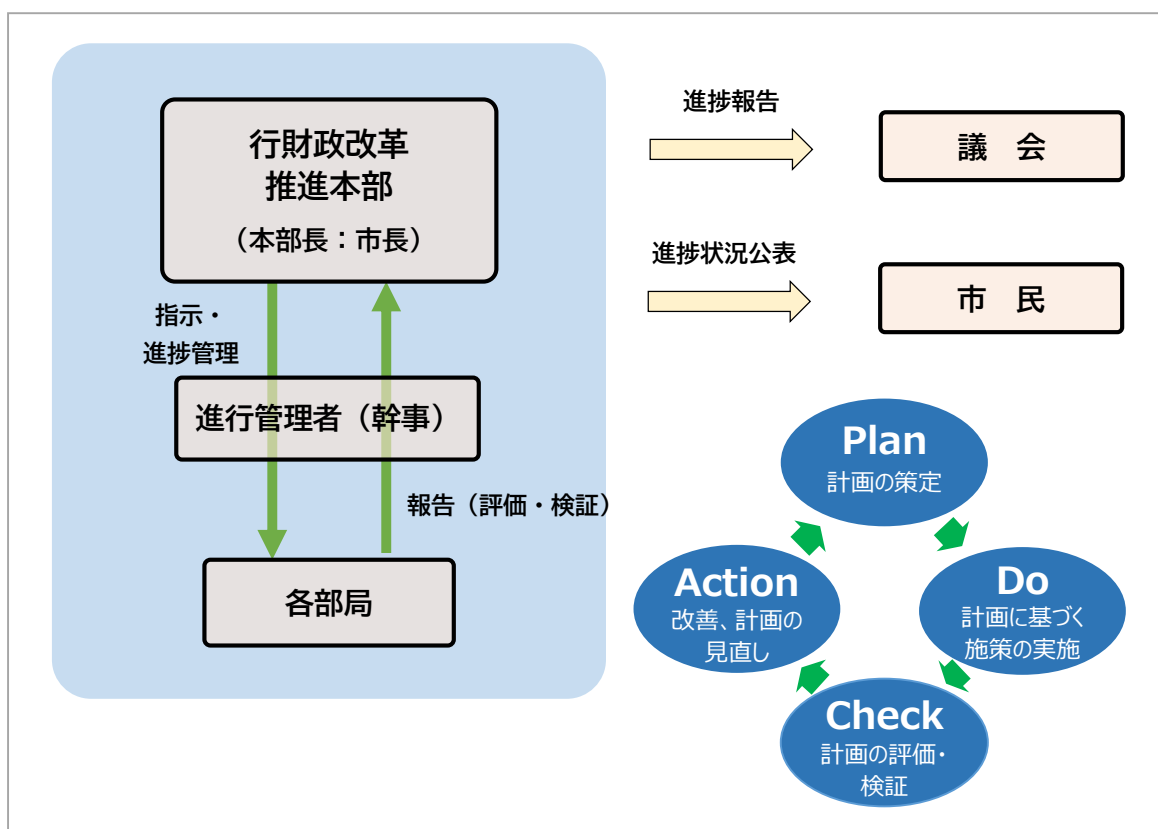 行財政改革
推進本部
（本部長：市長）
指示・
進捗管理
進行管理者（幹事）
報告（評価・検証）
各部局
進捗報告
議　会
進捗状況公表
市　民
Plan
計画の策定
Do
計画に基づく
施策の実施
Check
計画の評価・
検証
Action
改善、計画の
見直し